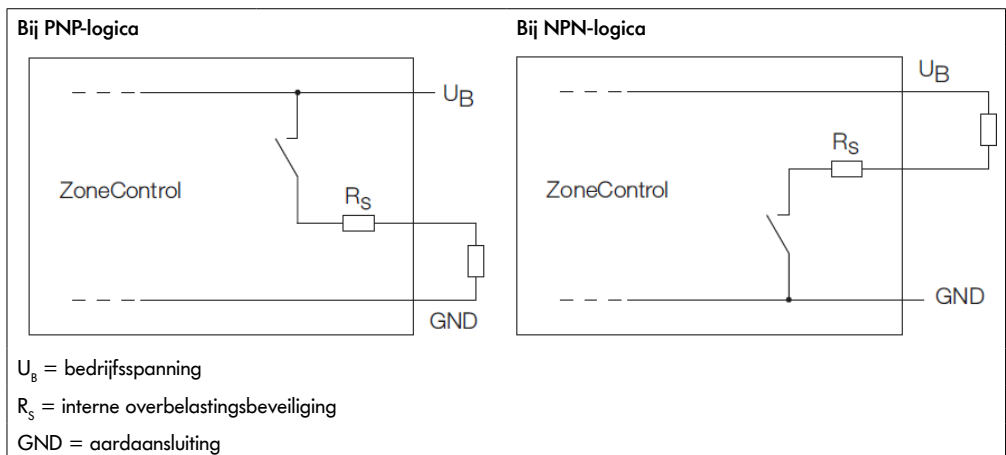 Bij PNP-logica
U_B
ZoneControl
R_S
GND
Bij NPN-logica
U_B
R_S
ZoneControl
GND
U_B = bedrijfsspanning
R_S = interne overbelastingsbeveiliging
GND = aardaansluiting